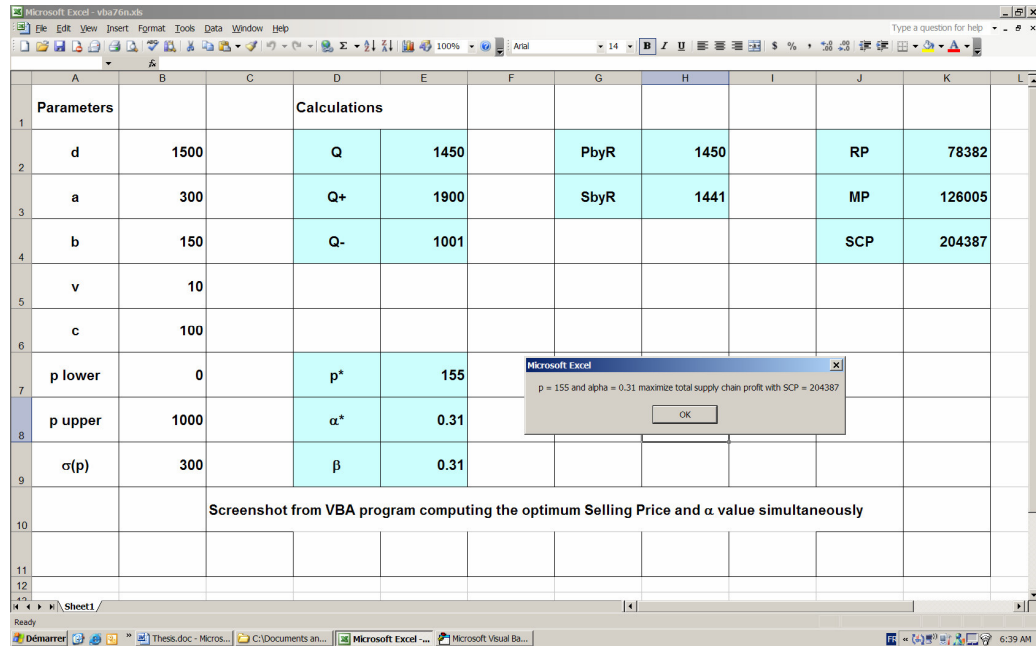 Microsoft Excel - vba76n.xls
File Edit View Insert Format Tools Data Window Help Type a question for help
100% Arial 14 B I U $ % ,
fx
A B C D E F G H I J K L
1 Parameters Calculations
2 d 1500 Q 1450 PbyR 1450 RP 78382
3 a 300 Q+ 1900 SbyR 1441 MP 126005
4 b 150 Q- 1001 SCP 204387
5 v 10
6 c 100
7 p lower 0 p* 155
8 p upper 1000 α* 0.31
9 σ(p) 300 β 0.31
Microsoft Excel
p = 155 and alpha = 0.31 maximize total supply chain profit with SCP = 204387
OK
10 Screenshot from VBA program computing the optimum Selling Price and α value simultaneously
11
12
Sheet1
Ready
Démarrer » Thesis.doc - Micros... C:\Documents an... Microsoft Excel -... Microsoft Visual Ba... FR « 6:39 AM